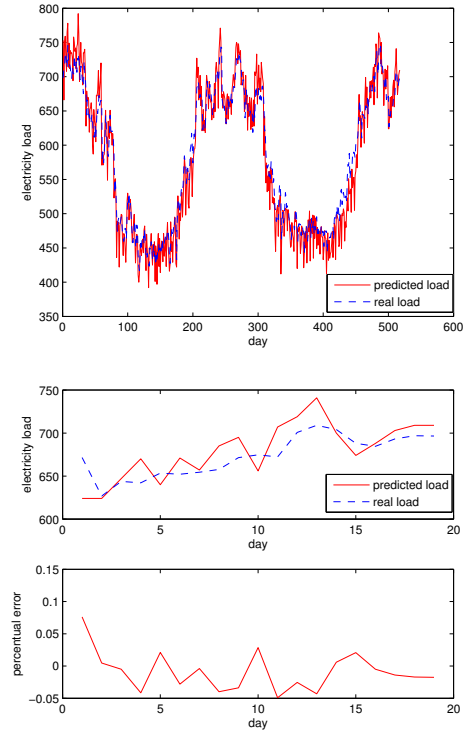 800
750
700
650
600
550
500
450
400
350
electricity load
0 100 200 300 400 500 600
day
predicted load
real load
750
700
650
600
electricity load
0 5 10 15 20
day
predicted load
real load
0.15
0.1
0.05
0
−0.05
percentual error
0 5 10 15 20
day